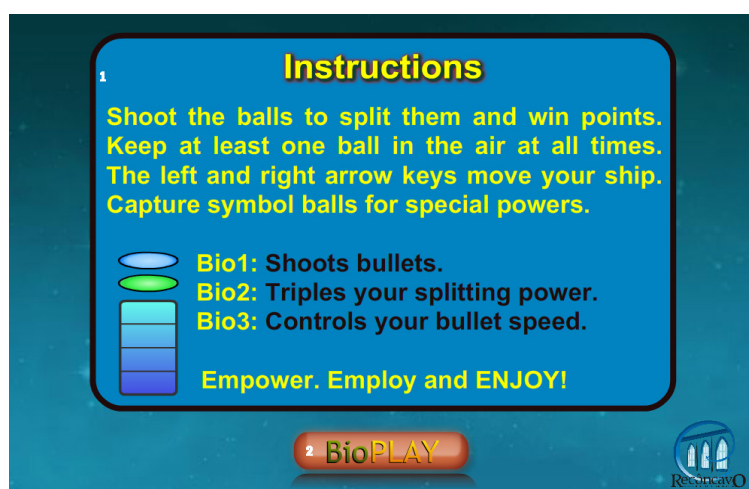 1
Instructions
Shoot the balls to split them and win points.
Keep at least one ball in the air at all times.
The left and right arrow keys move your ship.
Capture symbol balls for special powers.
Bio1: Shoots bullets.
Bio2: Triples your splitting power.
Bio3: Controls your bullet speed.
Empower. Employ and ENJOY!
2 BioPLAY
Recôncavo